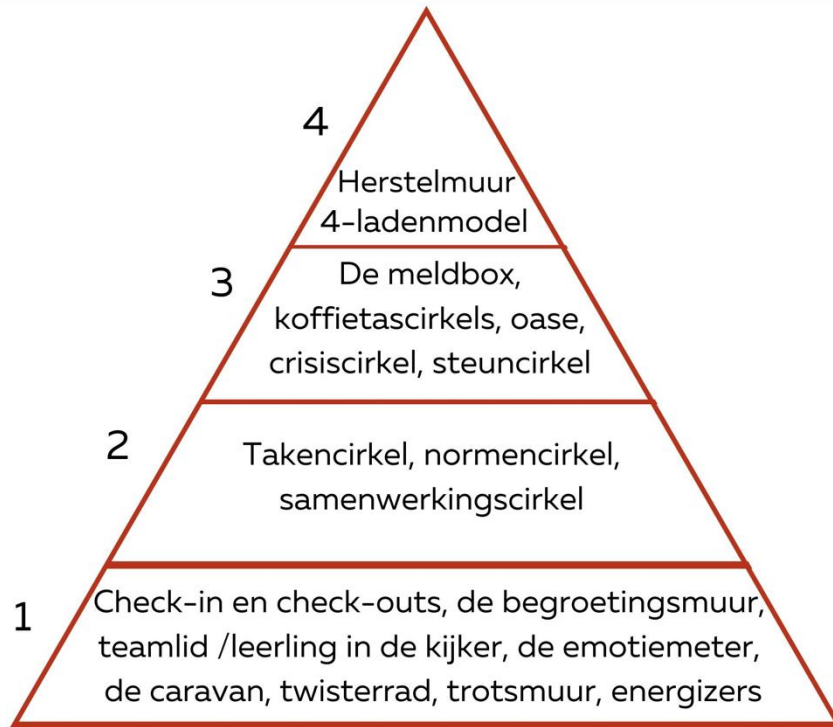 4
Herstelmuur
4-ladenmodel
3
De meldbox,
koffietascirkels, oase,
crisiscirkel, steuncirkel
2
Takencirkel, normencirkel,
samenwerkingscirkel
1
Check-in en check-outs, de begroetingsmuur,
teamlid /leerling in de kijker, de emotiemeter,
de caravan, twisterrad, trotsmuur, energizers